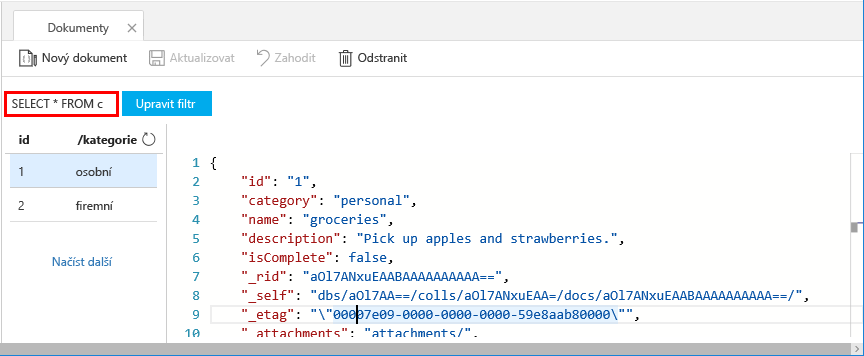 Dokumenty
Nový dokument Aktualizovat Zahodit Odstranit
SELECT * FROM c Upravit filtr
id /kategorie
1 osobní
2 firemní
Načíst další
1 {
2 "id": "1",
3 "category": "personal",
4 "name": "groceries",
5 "description": "Pick up apples and strawberries.",
6 "isComplete": false,
7 "_rid": "aOl7ANxuEAABAAAAAAAAAA==",
8 "_self": "dbs/aOl7AA==/colls/aOl7ANxuEAA=/docs/aOl7ANxuEAABAAAAAAAAAA==/",
9 "_etag": "\"00007e09-0000-0000-0000-59e8aab80000\"",
10 "_attachments": "attachments/",